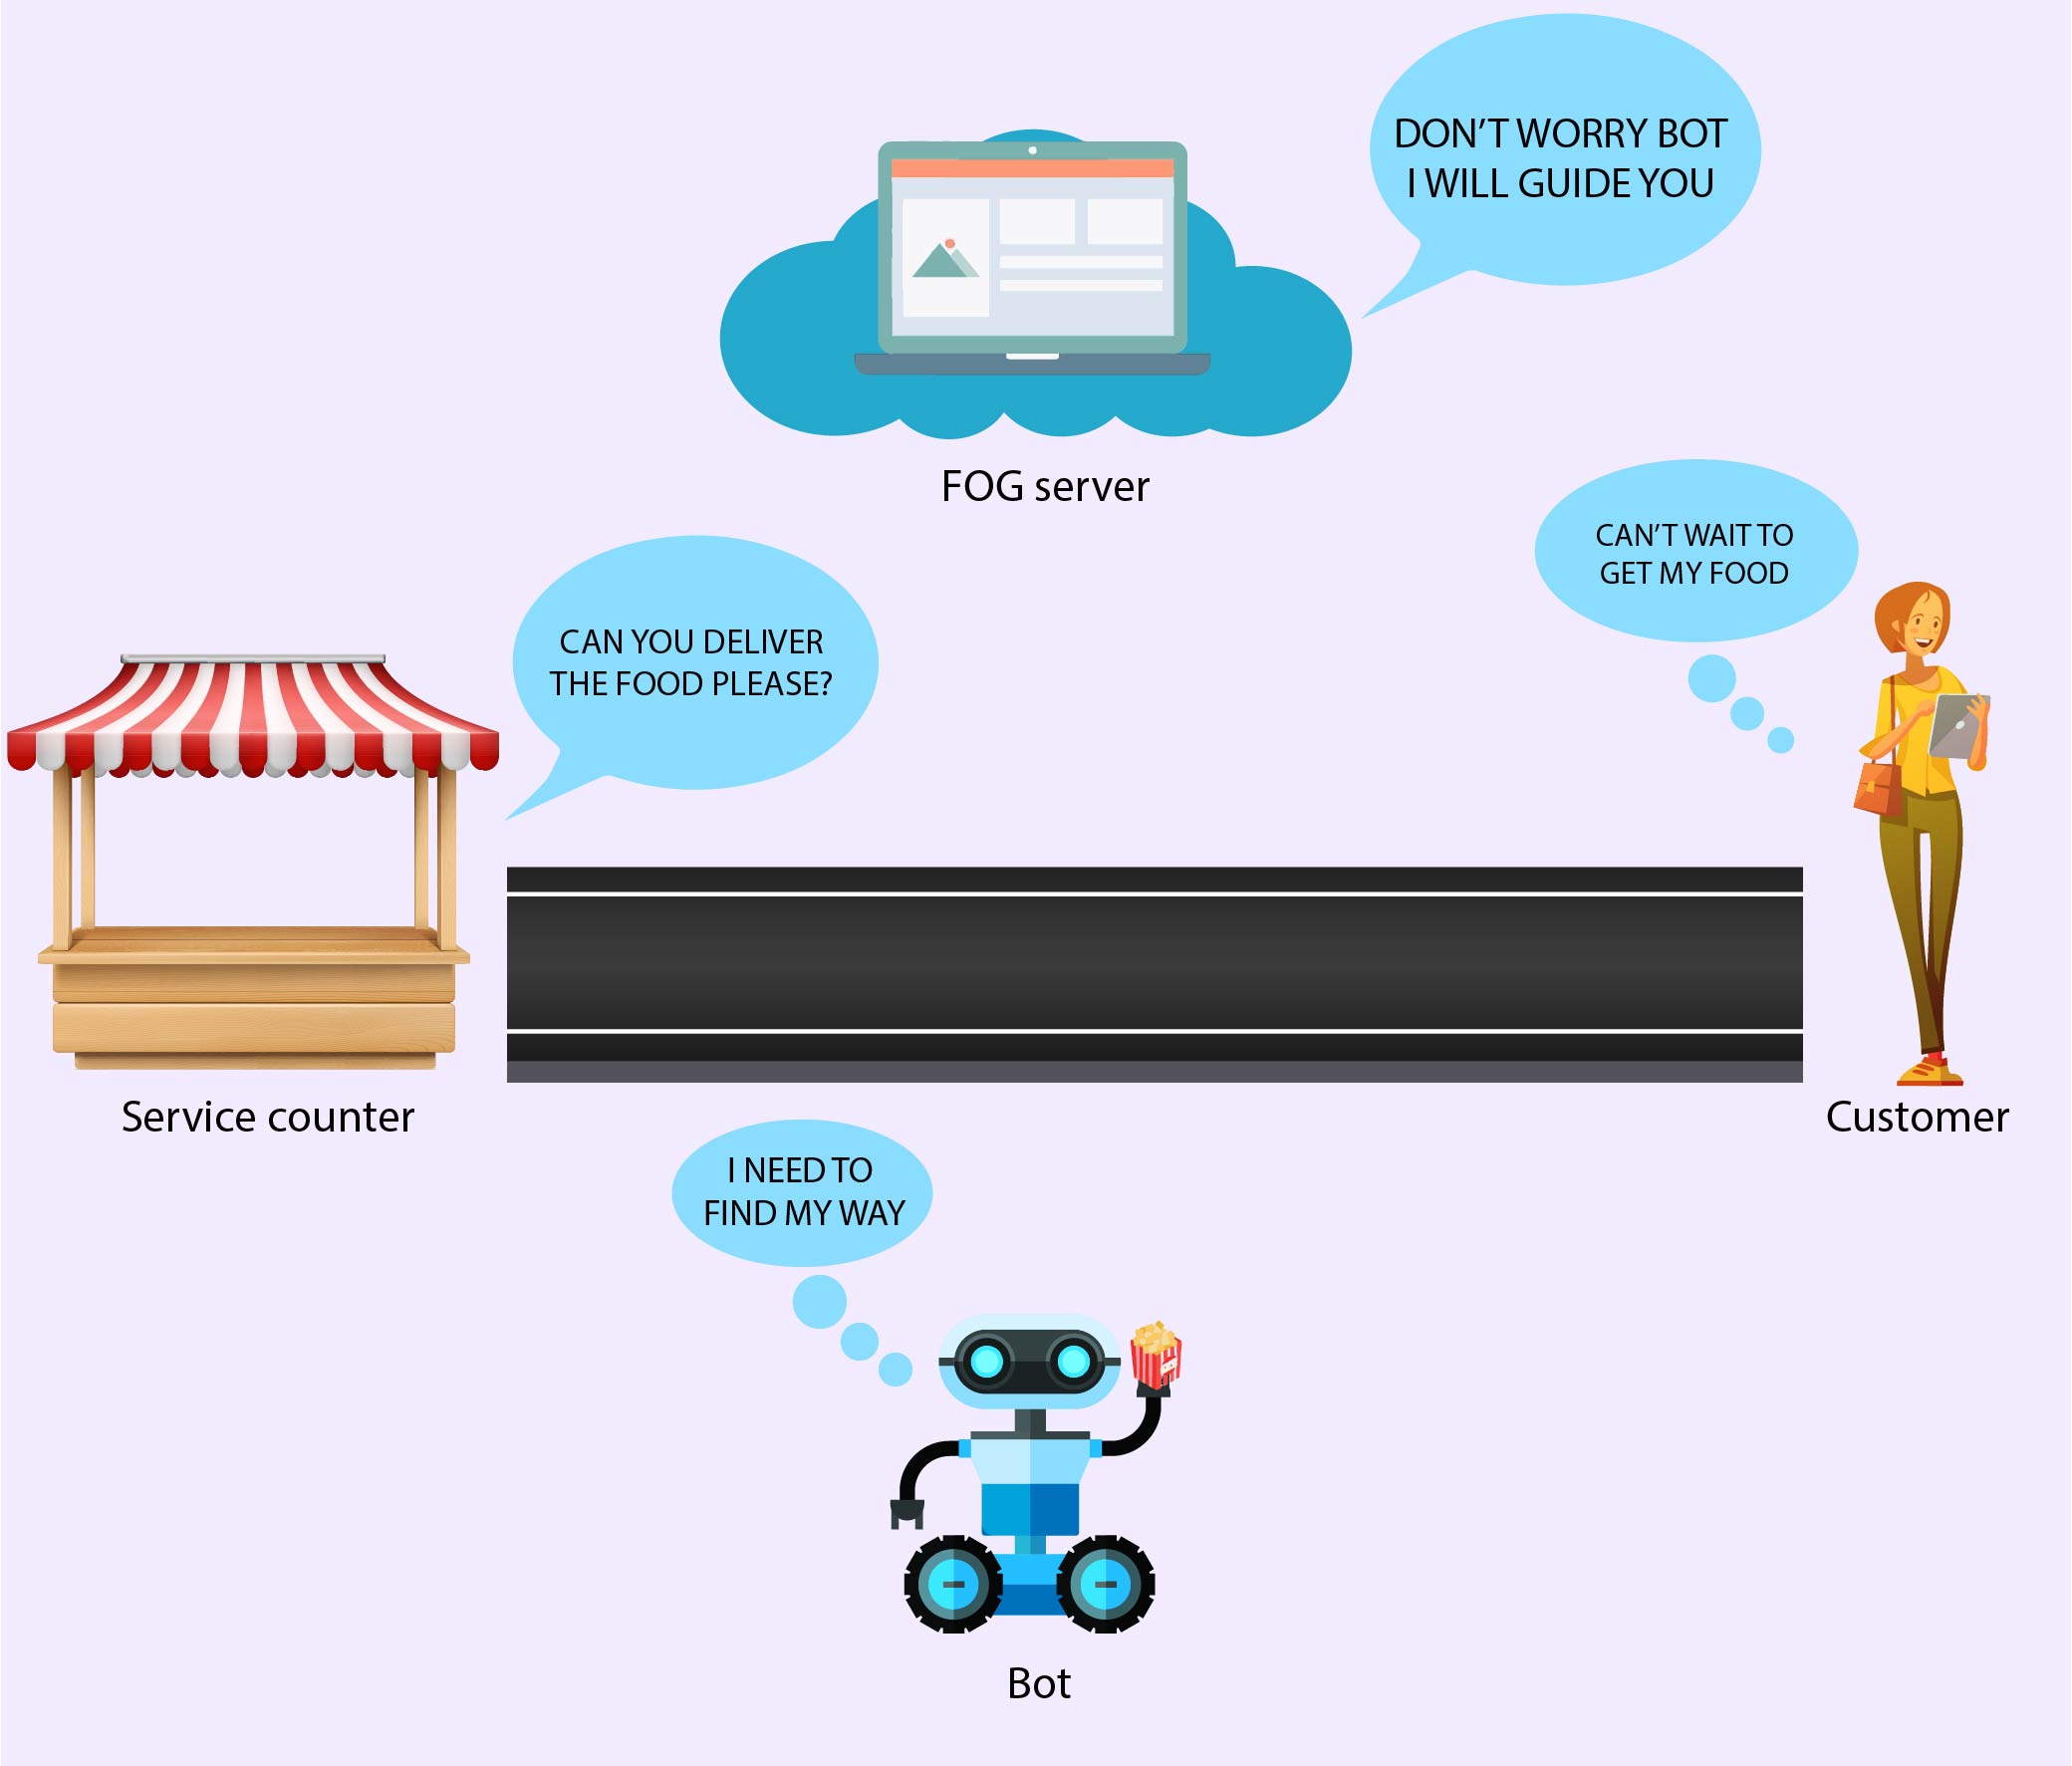 DON'T WORRY BOT
I WILL GUIDE YOU
FOG server
CAN'T WAIT TO
GET MY FOOD
CAN YOU DELIVER
THE FOOD PLEASE?
Service counter
Customer
I NEED TO
FIND MY WAY
Bot